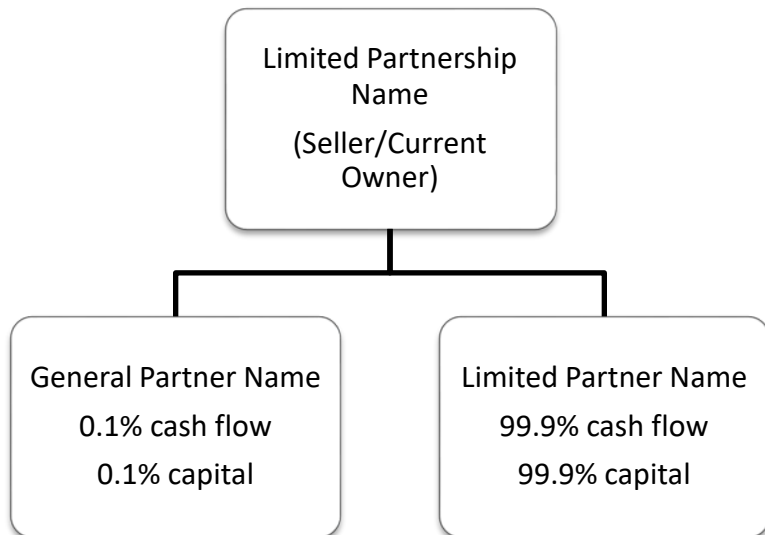 Limited Partnership
Name
(Seller/Current
Owner)
General Partner Name
0.1% cash flow
0.1% capital
Limited Partner Name
99.9% cash flow
99.9% capital